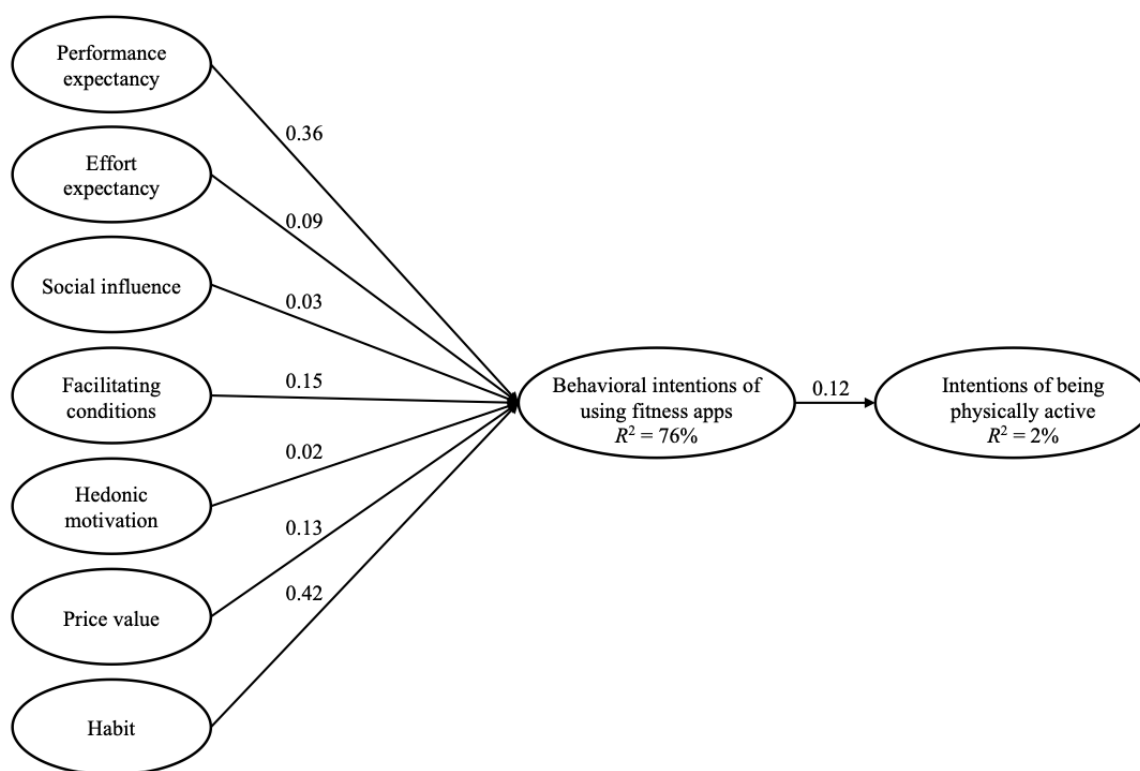 Performance
expectancy
0.36
Effort
expectancy
0.09
Social influence
0.03
Facilitating
conditions
0.15
Hedonic
motivation
0.02
Price value
0.13
Habit
0.42
Behavioral intentions of
using fitness apps
R² = 76%
0.12
Intentions of being
physically active
R² = 2%